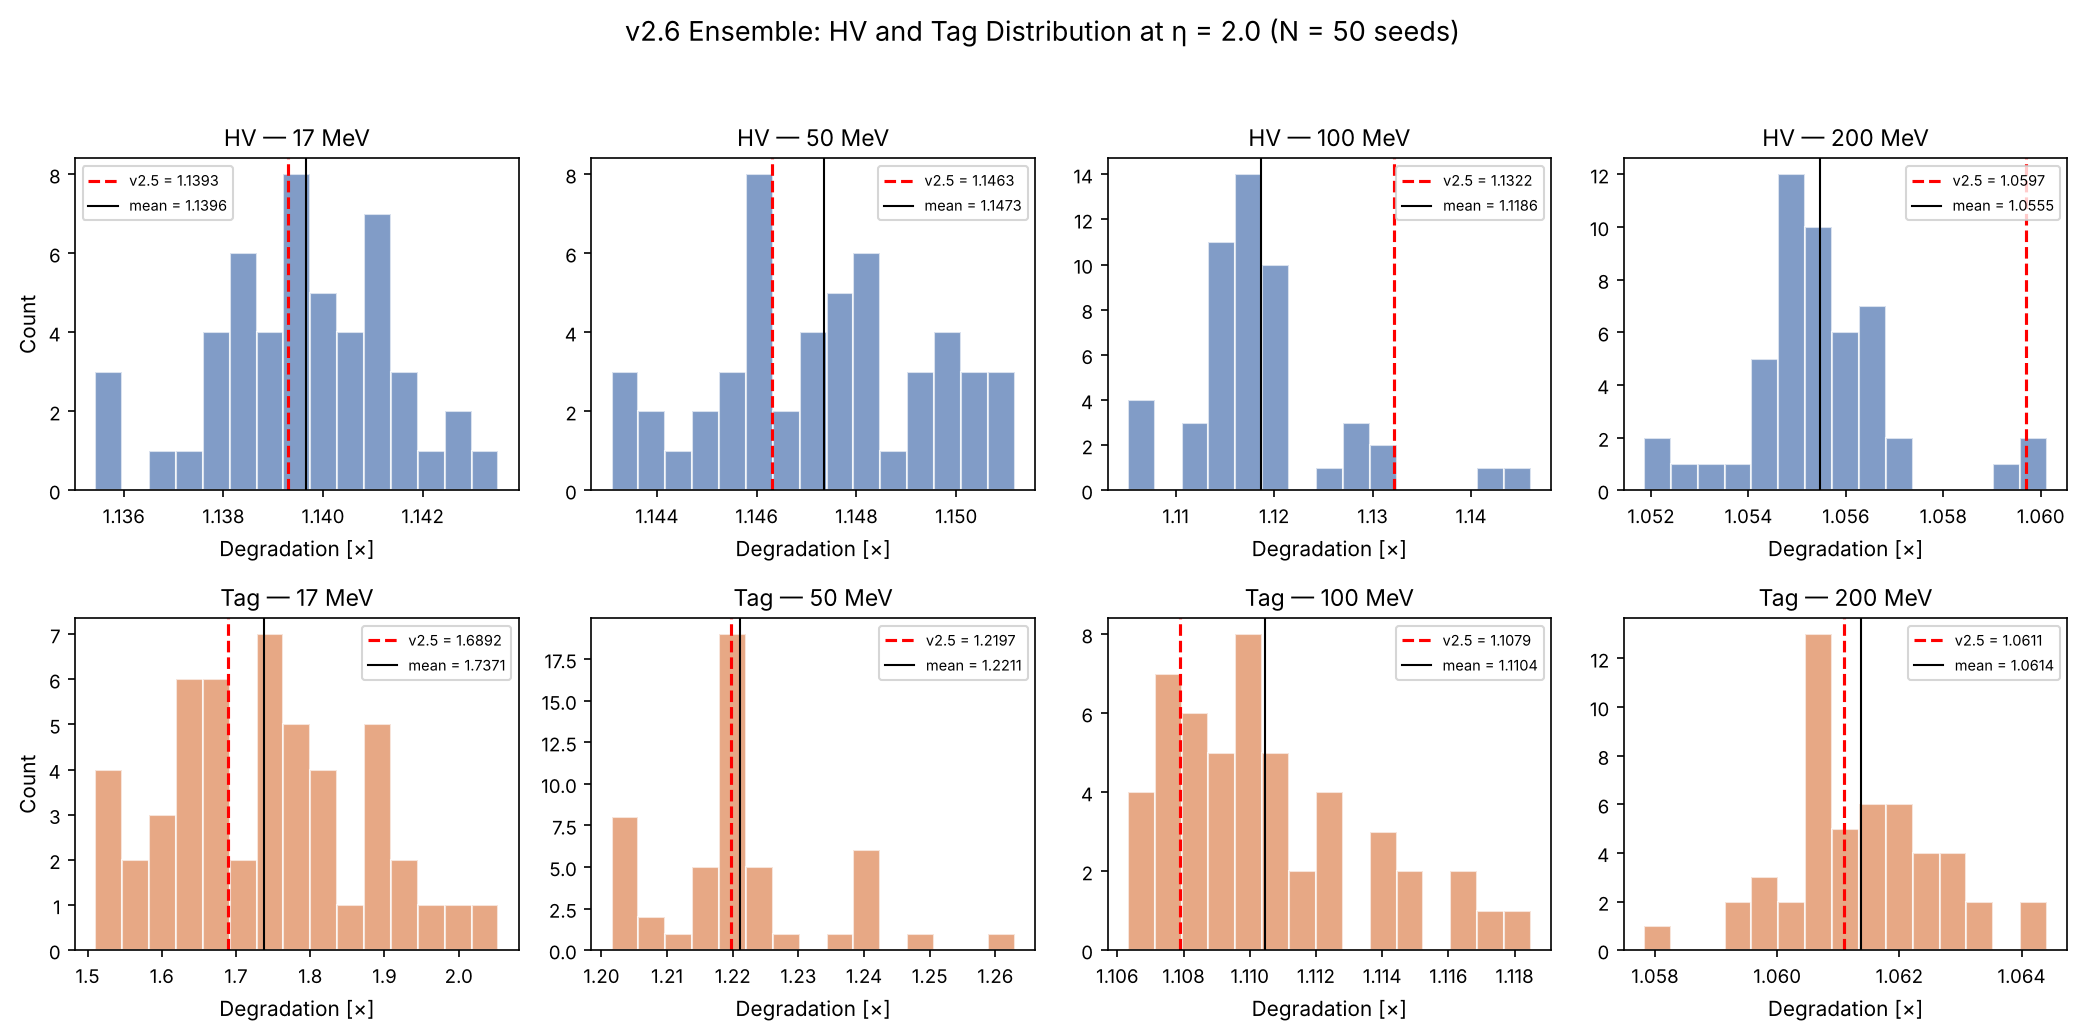 v2.6 Ensemble: HV and Tag Distribution at η = 2.0 (N = 50 seeds)
HV — 17 MeV
v2.5 = 1.1393
mean = 1.1396
Count
8
6
4
2
0
1.136 1.138 1.140 1.142
Degradation [×]
HV — 50 MeV
v2.5 = 1.1463
mean = 1.1473
8
6
4
2
0
1.144 1.146 1.148 1.150
Degradation [×]
HV — 100 MeV
v2.5 = 1.1322
mean = 1.1186
14
12
10
8
6
4
2
0
1.11 1.12 1.13 1.14
Degradation [×]
HV — 200 MeV
v2.5 = 1.0597
mean = 1.0555
12
10
8
6
4
2
0
1.052 1.054 1.056 1.058 1.060
Degradation [×]
Tag — 17 MeV
v2.5 = 1.6892
mean = 1.7371
Count
7
6
5
4
3
2
1
0
1.5 1.6 1.7 1.8 1.9 2.0
Degradation [×]
Tag — 50 MeV
v2.5 = 1.2197
mean = 1.2211
17.5
15.0
12.5
10.0
7.5
5.0
2.5
0.0
1.20 1.21 1.22 1.23 1.24 1.25 1.26
Degradation [×]
Tag — 100 MeV
v2.5 = 1.1079
mean = 1.1104
8
6
4
2
0
1.106 1.108 1.110 1.112 1.114 1.116 1.118
Degradation [×]
Tag — 200 MeV
v2.5 = 1.0611
mean = 1.0614
12
10
8
6
4
2
0
1.058 1.060 1.062 1.064
Degradation [×]